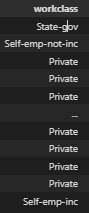 workclass
State-gov
Self-emp-not-inc
Private
Private
Private
...
Private
Private
Private
Private
Self-emp-inc